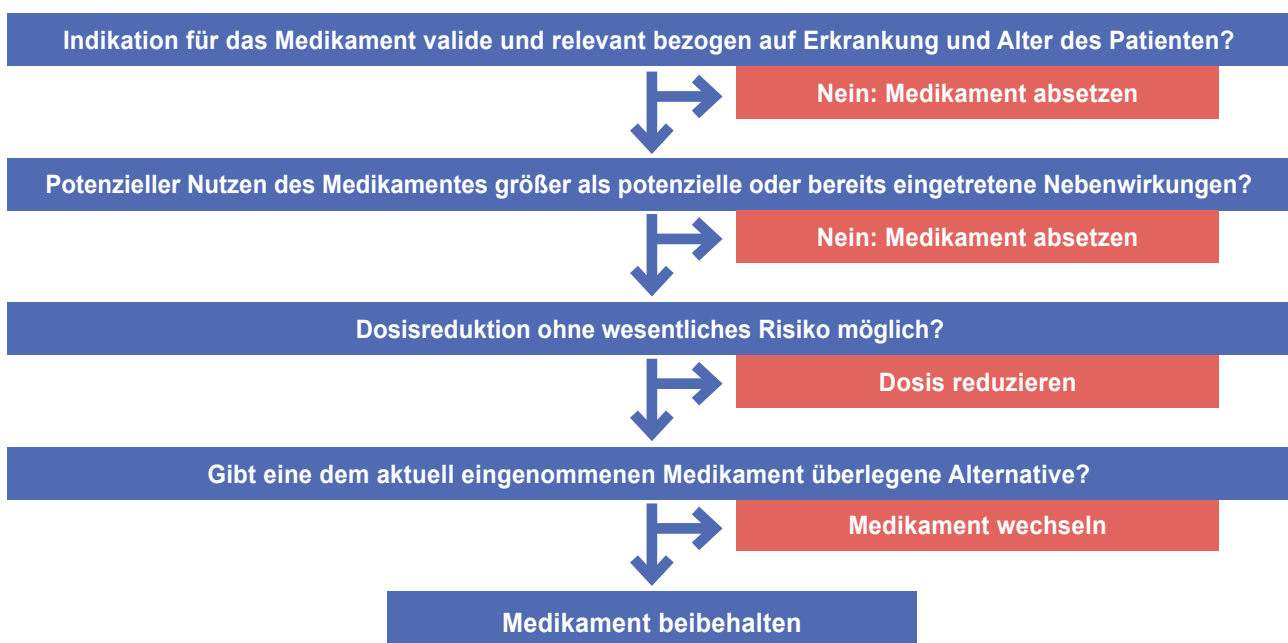 Indikation für das Medikament valide und relevant bezogen auf Erkrankung und Alter des Patienten?
Nein: Medikament absetzen
Potenzieller Nutzen des Medikamentes größer als potenzielle oder bereits eingetretene Nebenwirkungen?
Nein: Medikament absetzen
Dosisreduktion ohne wesentliches Risiko möglich?
Dosis reduzieren
Gibt eine dem aktuell eingenommenen Medikament überlegene Alternative?
Medikament wechseln
Medikament beibehalten